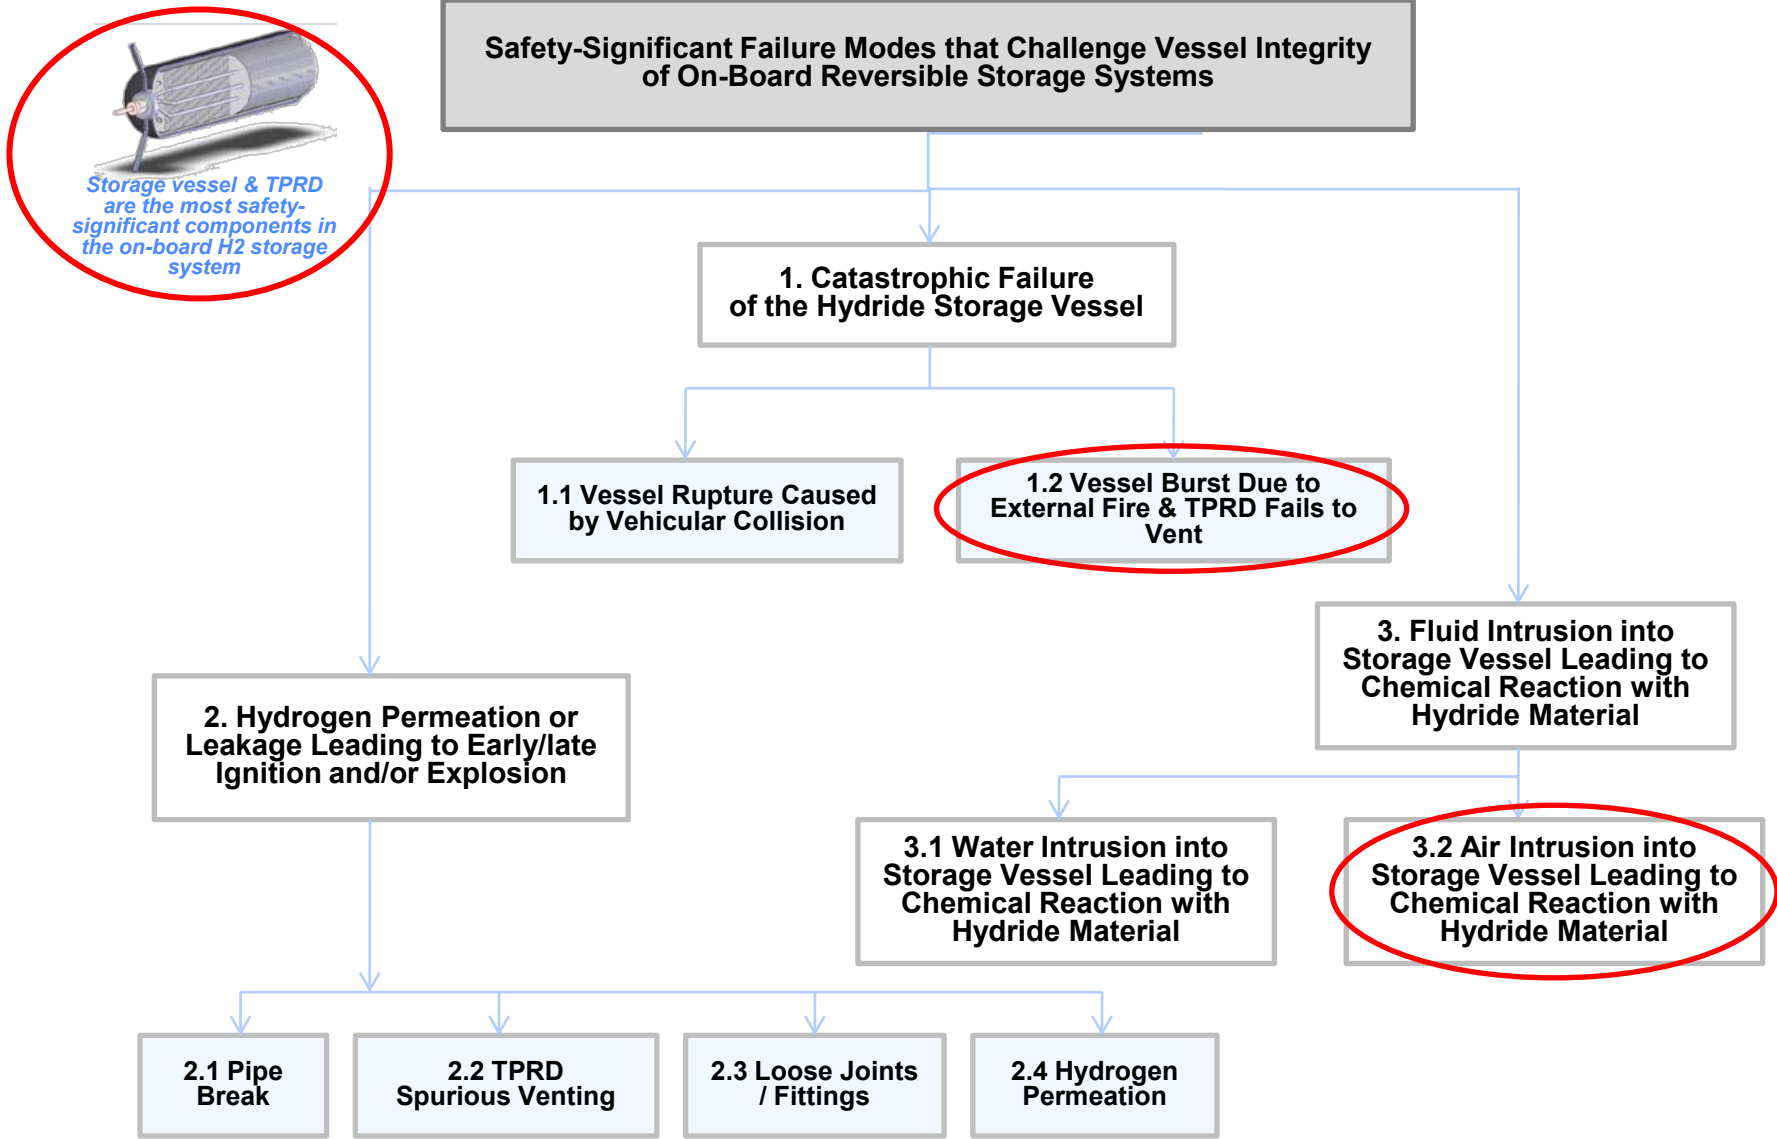 Safety-Significant Failure Modes that Challenge Vessel Integrity
of On-Board Reversible Storage Systems
Storage vessel & TPRD
are the most safety-
significant components in
the on-board H2 storage
system
1. Catastrophic Failure
of the Hydride Storage Vessel
1.1 Vessel Rupture Caused
by Vehicular Collision
1.2 Vessel Burst Due to
External Fire & TPRD Fails to
Vent
3. Fluid Intrusion into
Storage Vessel Leading to
Chemical Reaction with
Hydride Material
2. Hydrogen Permeation or
Leakage Leading to Early/late
Ignition and/or Explosion
3.1 Water Intrusion into
Storage Vessel Leading to
Chemical Reaction with
Hydride Material
3.2 Air Intrusion into
Storage Vessel Leading to
Chemical Reaction with
Hydride Material
2.1 Pipe
Break
2.2 TPRD
Spurious Venting
2.3 Loose Joints
/ Fittings
2.4 Hydrogen
Permeation